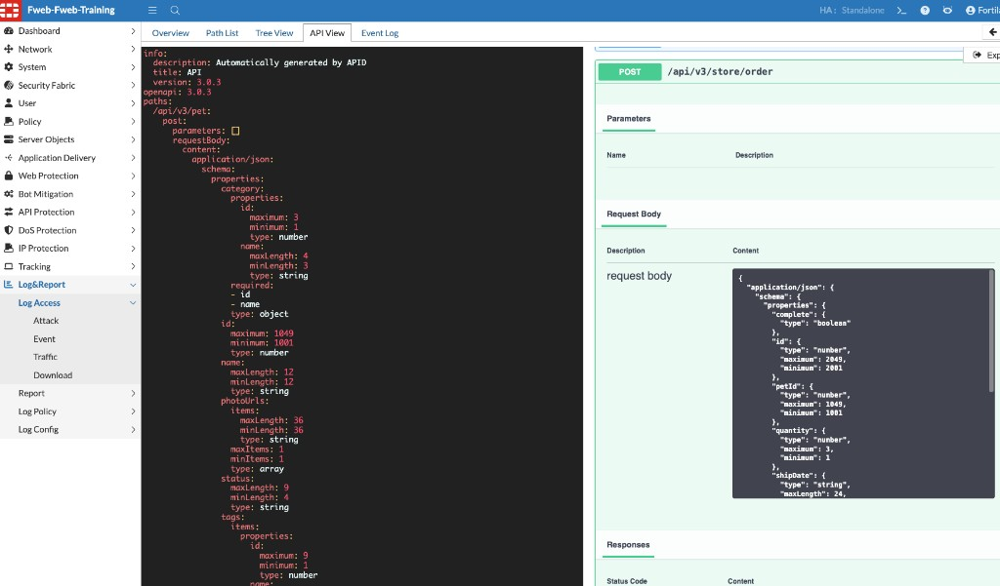 Fweb-Fweb-Training
HA: Standalone
Fortila
Dashboard
Network
System
Security Fabric
User
Policy
Server Objects
Application Delivery
Web Protection
Bot Mitigation
API Protection
DoS Protection
IP Protection
Tracking
Log&Report
Log Access
Attack
Event
Traffic
Download
Report
Log Policy
Log Config
Overview Path List Tree View API View Event Log
Exp
info:
description: Automatically generated by APID
title: API
version: 3.0.3
openapi: 3.0.3
paths:
/api/v3/pet:
post:
parameters: []
requestBody:
content:
application/json:
schema:
properties:
category:
properties:
id:
maximum: 3
minimum: 1
type: number
name:
maxLength: 4
minLength: 3
type: string
required:
- id
- name
type: object
id:
maximum: 1049
minimum: 1001
type: number
name:
maxLength: 12
minLength: 12
type: string
photoUrls:
items:
maxLength: 36
minLength: 36
type: string
maxItems: 1
minItems: 1
type: array
status:
maxLength: 9
minLength: 4
type: string
tags:
items:
properties:
id:
maximum: 9
minimum: 1
type: number
name:
POST /api/v3/store/order
Parameters
Name Description
Request Body
Description Content
request body
{
"application/json": {
"schema": {
"properties": {
"complete": {
"type": "boolean"
},
"id": {
"type": "number",
"maximum": 2049,
"minimum": 2001
},
"petId": {
"type": "number",
"maximum": 1049,
"minimum": 1001
},
"quantity": {
"type": "number",
"maximum": 3,
"minimum": 1
},
"shipDate": {
"type": "string",
"maxLength": 24,
Responses
Status Code Content